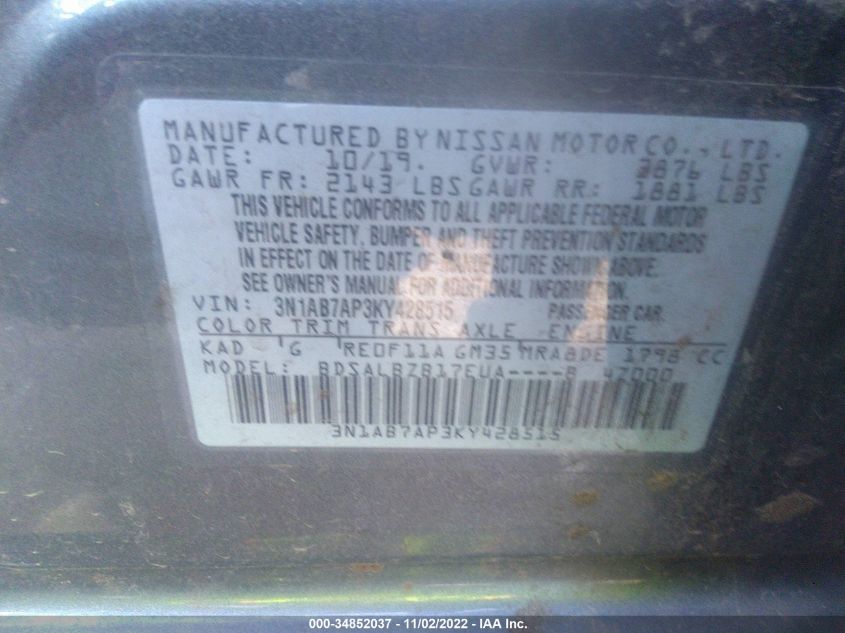 MANUFACTURED BY NISSAN MOTOR CO., LTD.
DATE: 10/19. GVWR: 3876 LBS
GAWR FR: 2143 LBS GAWR RR: 1881 LBS
THIS VEHICLE CONFORMS TO ALL APPLICABLE FEDERAL MOTOR
VEHICLE SAFETY, BUMPER AND THEFT PREVENTION STANDARDS
IN EFFECT ON THE DATE OF MANUFACTURE SHOWN ABOVE.
SEE OWNER'S MANUAL FOR ADDITIONAL INFORMATION.
VIN: 3N1AB7AP3KY428515 PASSENGER CAR.
COLOR TRIM TRANS AXLE ENGINE
KAD G RE0F11A GM35 MRA8DE 1798 CC
MODEL: BDSALBZB17EUA----B 47000
3N1AB7AP3KY428515
000-34852037 - 11/02/2022 - IAA Inc.